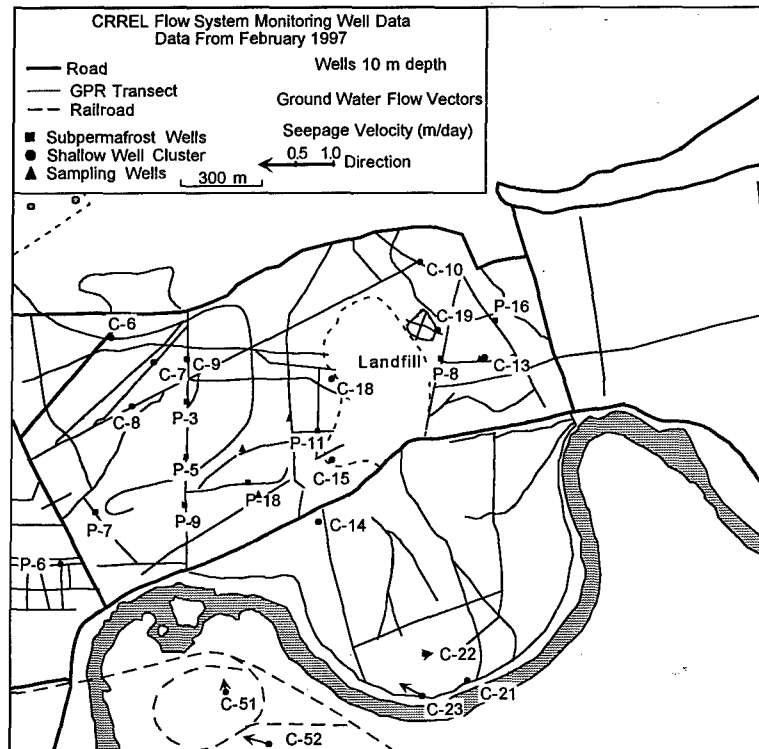 CRREL Flow System Monitoring Well Data
Data From February 1997
Road
Wells 10 m depth
GPR Transect
Railroad
Ground Water Flow Vectors
Subpermafrost Wells
Seepage Velocity (m/day)
Shallow Well Cluster
0.5 1.0 Direction
Sampling Wells
300 m
C-10
P-16
C-6
C-19
C-9
C-7
Landfill
P-8
C-13
C-18
P-3
C-8
P-11
P-5
C-15
P-18
P-9
P-7
C-14
P-6
C-22
C-21
C-51
C-23
C-52